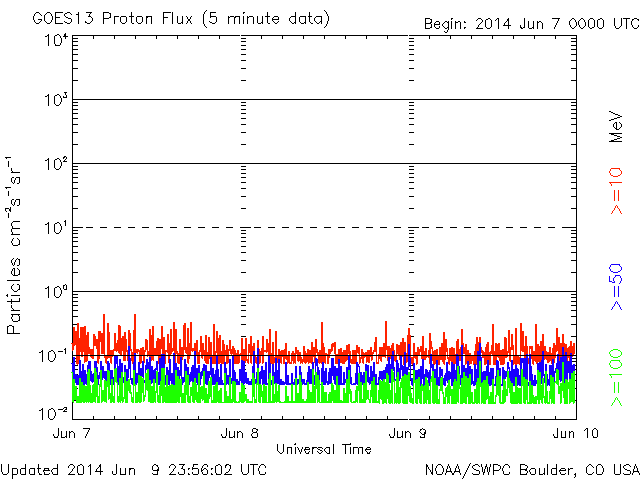 GOES13 Proton Flux (5 minute data)
Begin: 2014 Jun 7 0000 UTC
Particles cm⁻²s⁻¹sr⁻¹
10⁴
10³
10²
10¹
10⁰
10⁻¹
10⁻²
Jun 7
Jun 8
Jun 9
Jun 10
Universal Time
MeV
>=10
>=50
>=100
Updated 2014 Jun 9 23:56:02 UTC
NOAA/SWPC Boulder, CO USA